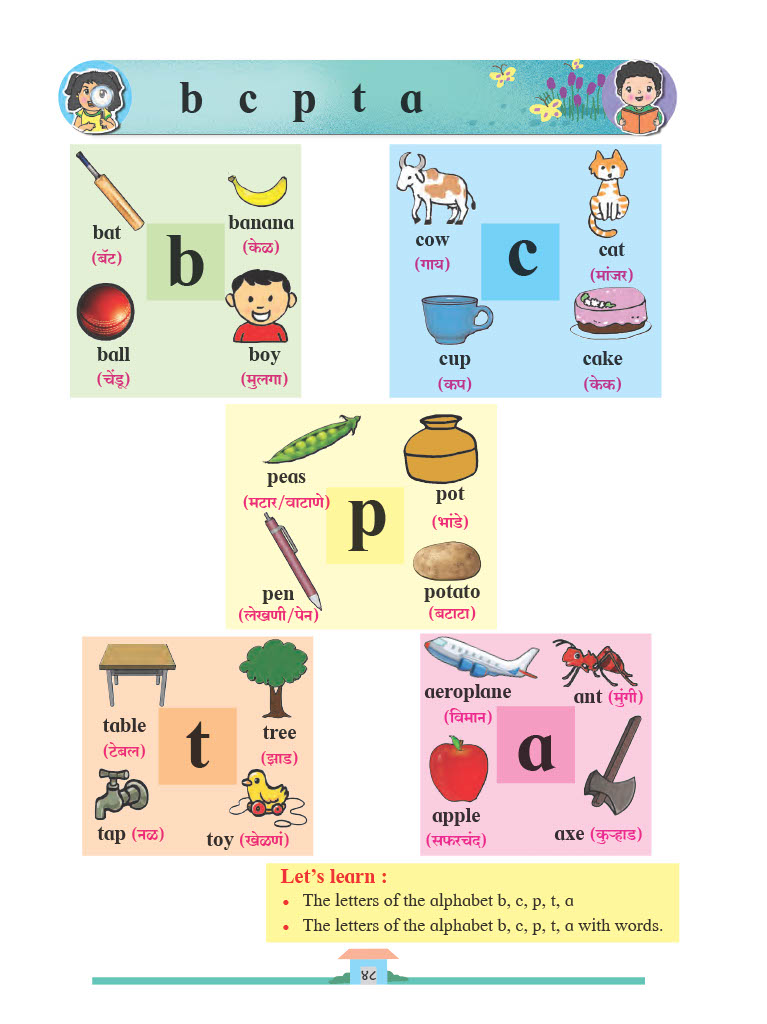 b c p t a
bat
(बॅट)
banana
(केळ)
b
ball
(चेंडू)
boy
(मुलगा)
cow
(गाय)
cat
(मांजर)
c
cup
(कप)
cake
(केक)
peas
(मटार/वाटाणे)
pot
(भांडे)
p
pen
(लेखणी/पेन)
potato
(बटाटा)
table
(टेबल)
tree
(झाड)
t
tap (नळ)
toy (खेळणं)
aeroplane
(विमान)
ant (मुंगी)
a
apple
(सफरचंद)
axe (कुऱ्हाड)
Let's learn :
• The letters of the alphabet b, c, p, t, a
• The letters of the alphabet b, c, p, t, a with words.
४८